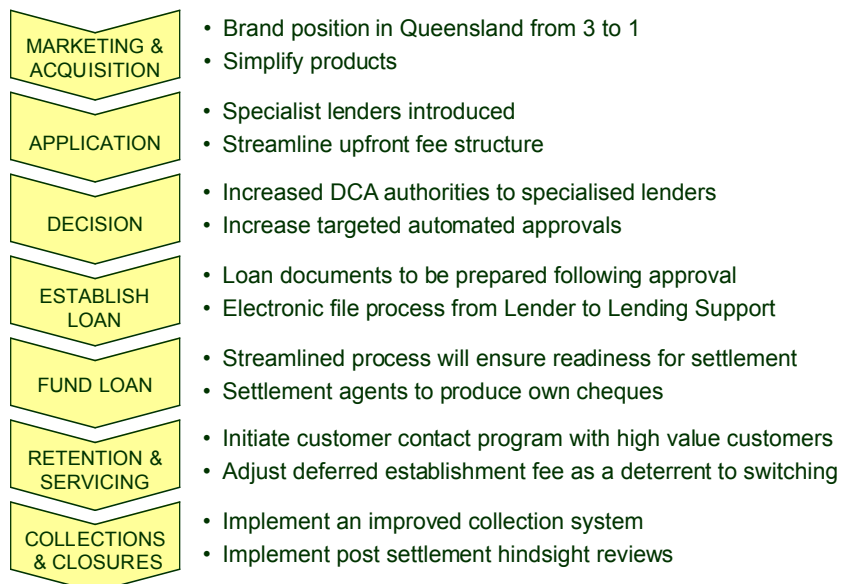 MARKETING &
ACQUISITION
• Brand position in Queensland from 3 to 1
• Simplify products
APPLICATION
• Specialist lenders introduced
• Streamline upfront fee structure
DECISION
• Increased DCA authorities to specialised lenders
• Increase targeted automated approvals
ESTABLISH
LOAN
• Loan documents to be prepared following approval
• Electronic file process from Lender to Lending Support
FUND LOAN
• Streamlined process will ensure readiness for settlement
• Settlement agents to produce own cheques
RETENTION &
SERVICING
• Initiate customer contact program with high value customers
• Adjust deferred establishment fee as a deterrent to switching
COLLECTIONS
& CLOSURES
• Implement an improved collection system
• Implement post settlement hindsight reviews